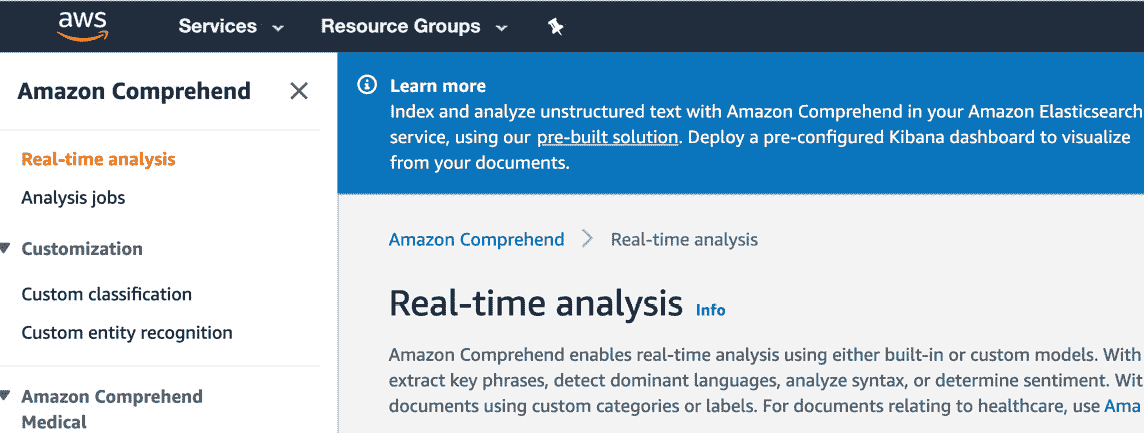 aws Services Resource Groups
Amazon Comprehend
Real-time analysis
Analysis jobs
Customization
Custom classification
Custom entity recognition
Amazon Comprehend
Medical
Learn more
Index and analyze unstructured text with Amazon Comprehend in your Amazon Elasticsearch
service, using our pre-built solution. Deploy a pre-configured Kibana dashboard to visualize
from your documents.
Amazon Comprehend > Real-time analysis
Real-time analysis Info
Amazon Comprehend enables real-time analysis using either built-in or custom models. With
extract key phrases, detect dominant languages, analyze syntax, or determine sentiment. Wit
documents using custom categories or labels. For documents relating to healthcare, use Ama